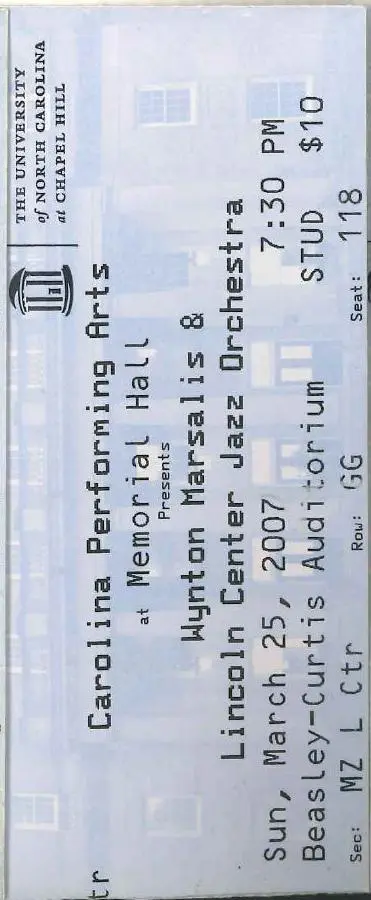 THE UNIVERSITY
of NORTH CAROLINA
at CHAPEL HILL
Carolina Performing Arts
at Memorial Hall
Presents
Wynton Marsalis &
Lincoln Center Jazz Orchestra
Sun, March 25, 2007 7:30 PM
Beasley-Curtis Auditorium STUD $10
Sec: MZ L Ctr Row: GG Seat: 118
tr